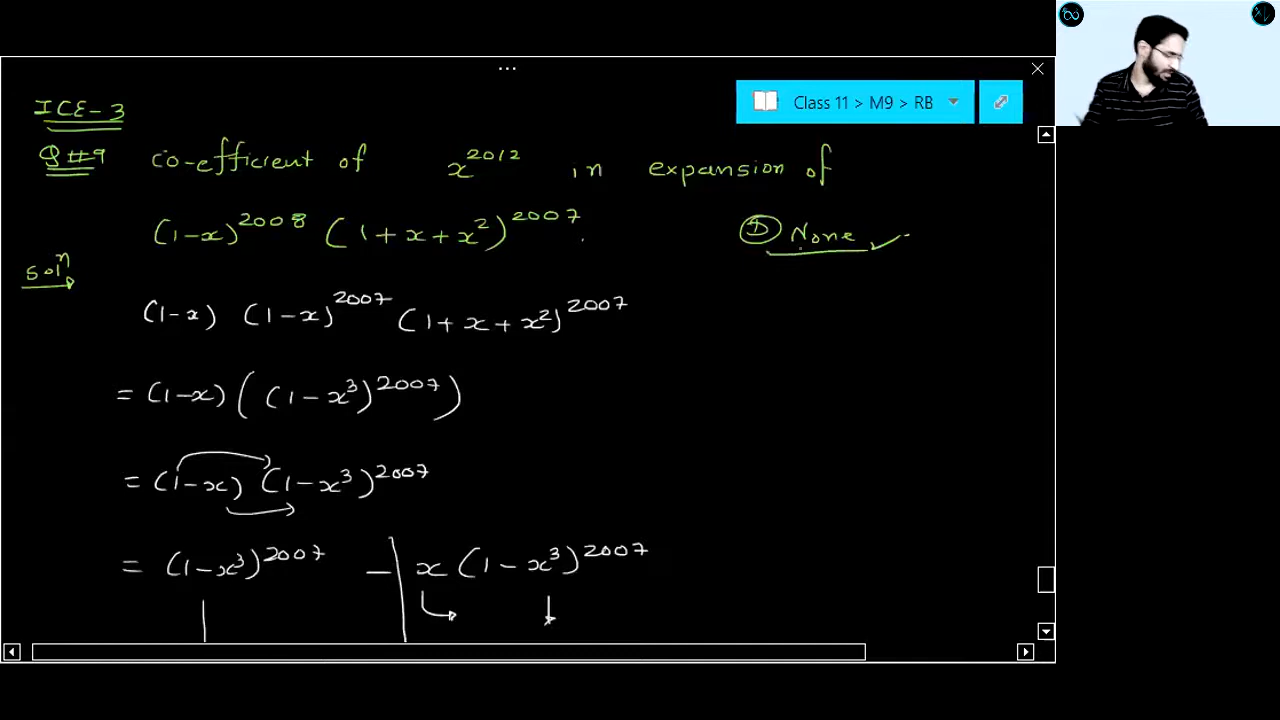 ICE-3
Class 11 > M9 > RB
Q#9 co-efficient of x^2012 in expansion of
(1-x)^2008 (1+x+x^2)^2007.
(D) None ✓
Sol^n
(1-x) (1-x)^2007 (1+x+x^2)^2007
= (1-x) ((1-x^3)^2007)
= (1-x) (1-x^3)^2007
= (1-x^3)^2007 - x (1-x^3)^2007